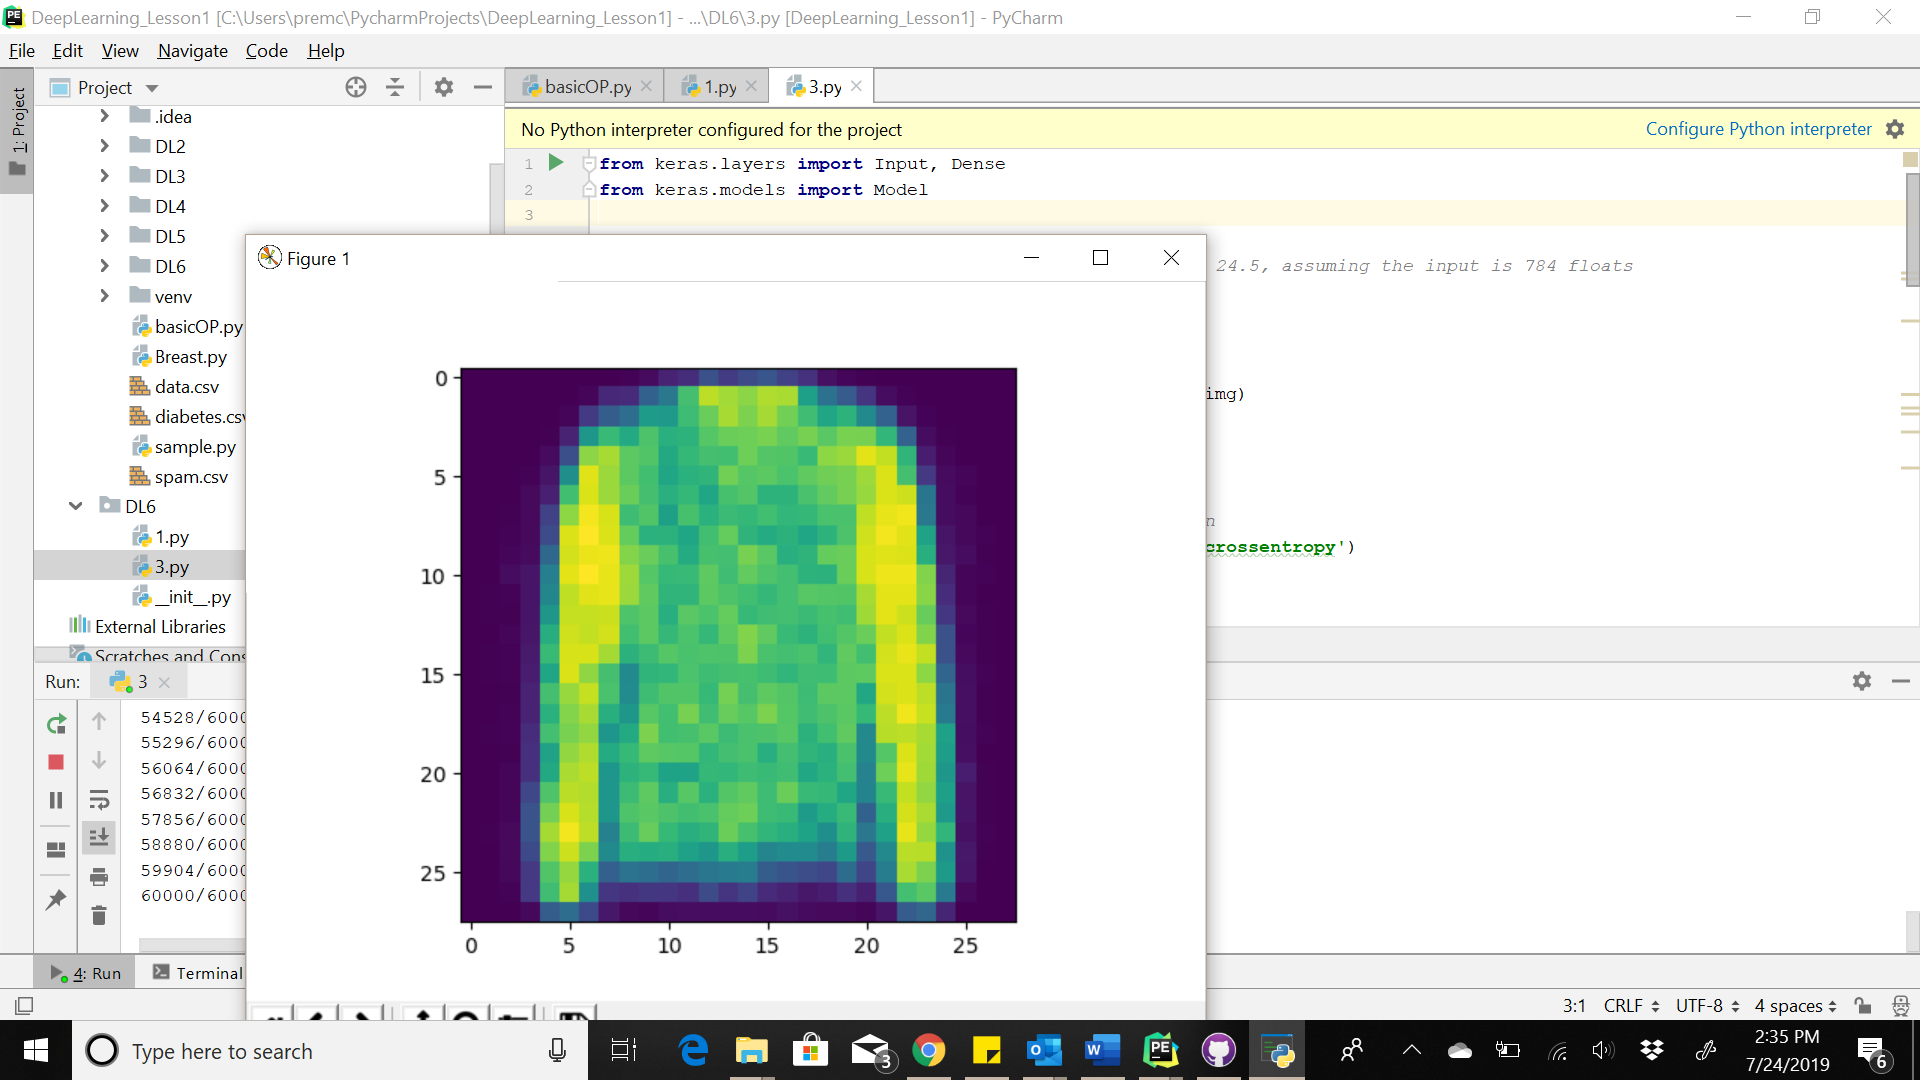 DeepLearning_Lesson1 [C:\Users\premc\PycharmProjects\DeepLearning_Lesson1] - ...\DL6\3.py [DeepLearning_Lesson1] - PyCharm
File Edit View Navigate Code Help
1: Project
Project
basicOP.py
1.py
3.py
.idea
DL2
DL3
DL4
DL5
DL6
venv
basicOP.py
Breast.py
data.csv
diabetes.csv
sample.py
spam.csv
DL6
1.py
3.py
__init__.py
External Libraries
Scratches and Con
No Python interpreter configured for the project
Configure Python interpreter
1 from keras.layers import Input, Dense
2 from keras.models import Model
3
24.5, assuming the input is 784 floats
img)
n
crossentropy')
Figure 1
0
5
10
15
20
25
0 5 10 15 20 25
Run: 3
54528/6000
55296/6000
56064/6000
56832/6000
57856/6000
58880/6000
59904/6000
60000/6000
4: Run Terminal
3:1 CRLF UTF-8 4 spaces
Type here to search
3
2:35 PM
7/24/2019
6